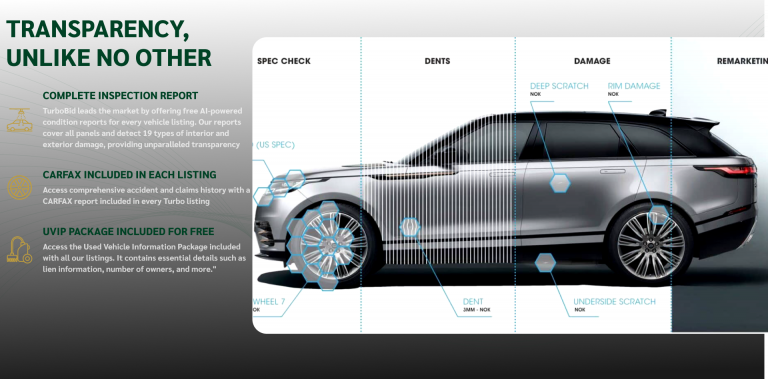 TRANSPARENCY,
UNLIKE NO OTHER
COMPLETE INSPECTION REPORT
TurboBid leads the market by offering free AI-powered
condition reports for every vehicle listing. Our reports
cover all panels and detect 19 types of interior and
exterior damage, providing unparalleled transparency
CARFAX INCLUDED IN EACH LISTING
Access comprehensive accident and claims history with a
CARFAX report included in every Turbo listing
UVIP PACKAGE INCLUDED FOR FREE
Access the Used Vehicle Information Package included
with all our listings. It contains essential details such as
lien information, number of owners, and more."
SPEC CHECK
DENTS
DAMAGE
REMARKETIN
DEEP SCRATCH
NOK
RIM DAMAGE
NOK
(US SPEC)
WHEEL 7
OK
DENT
3MM - NOK
UNDERSIDE SCRATCH
NOK